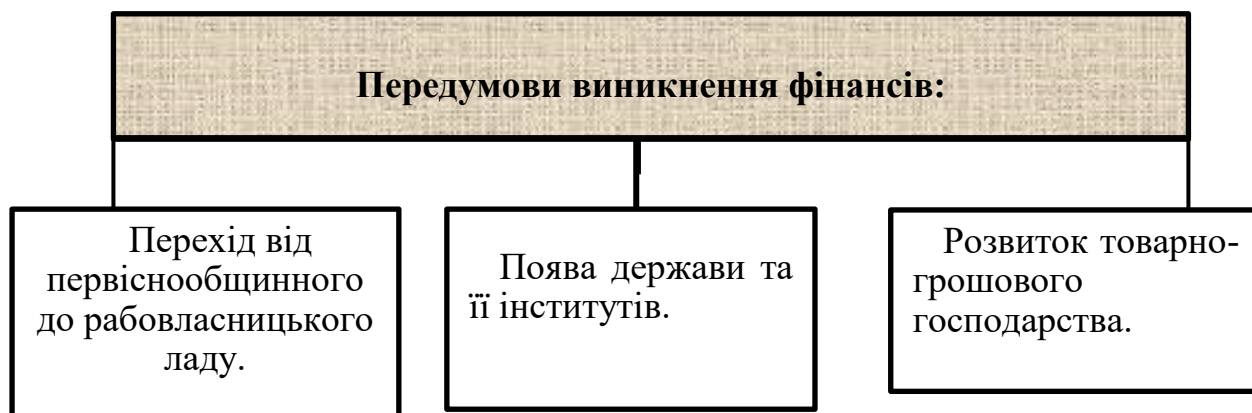 Передумови виникнення фінансів:
Перехід від
первіснообщинного
до рабовласницького
ладу.
Поява держави та
її інститутів.
Розвиток товарно-
грошового
господарства.